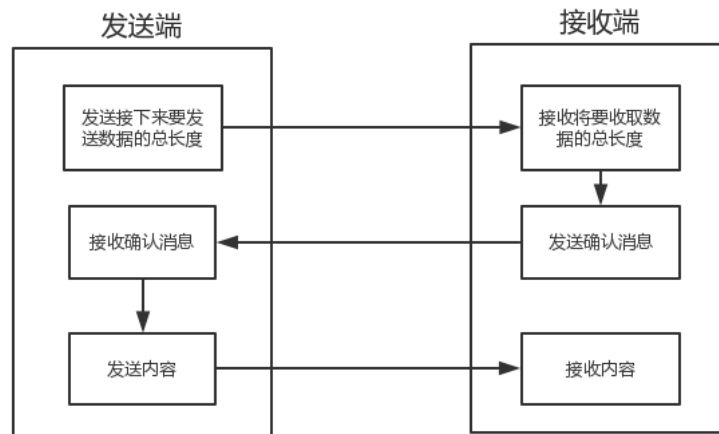 发送端
接收端
发送接下来要发
送数据的总长度
接收将要收取数
据的总长度
接收确认消息
发送确认消息
发送内容
接收内容